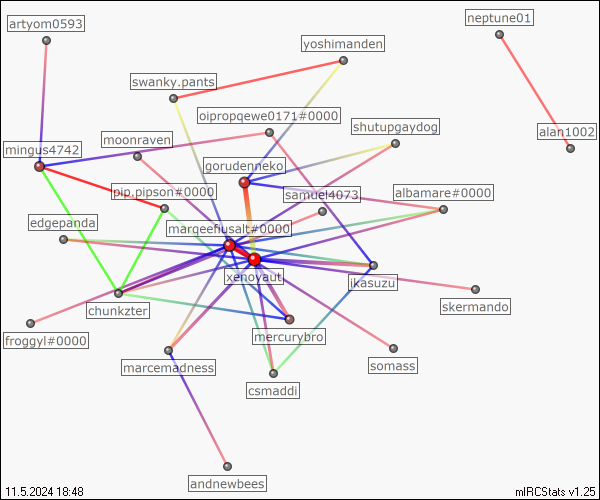 neptune01
artyom0593
yoshimanden
swanky.pants
oipropqewe0171#0000
shutupgaydog
alan1002
moonraven
mingus4742
gorudenneko
pip.pipson#0000
samuel4073
albamare#0000
edgepanda
marqeefiusalt#0000
xenoyaut
ikasuzu
skermando
chunkzter
froggyl#0000
mercurybro
marcemadness
somass
csmaddi
andnewbees
11.5.2024 18:48
mIRCStats v1.25